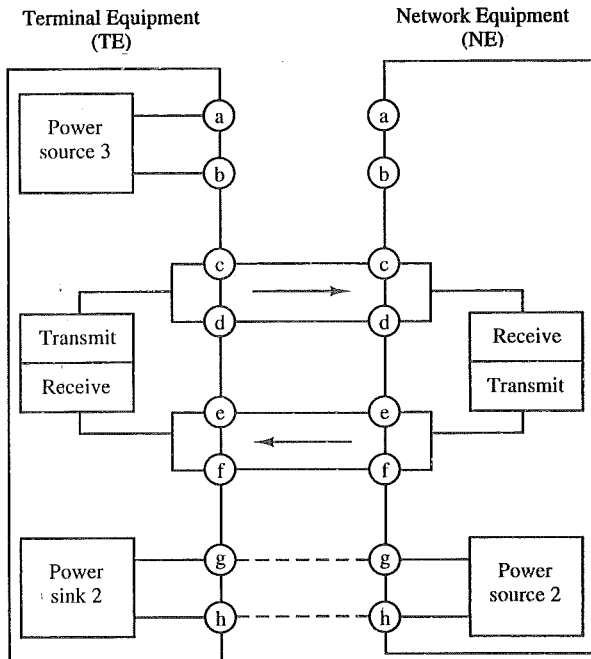 Terminal Equipment
(TE)
Network Equipment
(NE)
Power
source 3
a
b
a
b
c
d
c
d
Transmit
Receive
Receive
Transmit
e
f
e
f
Power
sink 2
g
h
g
h
Power
source 2